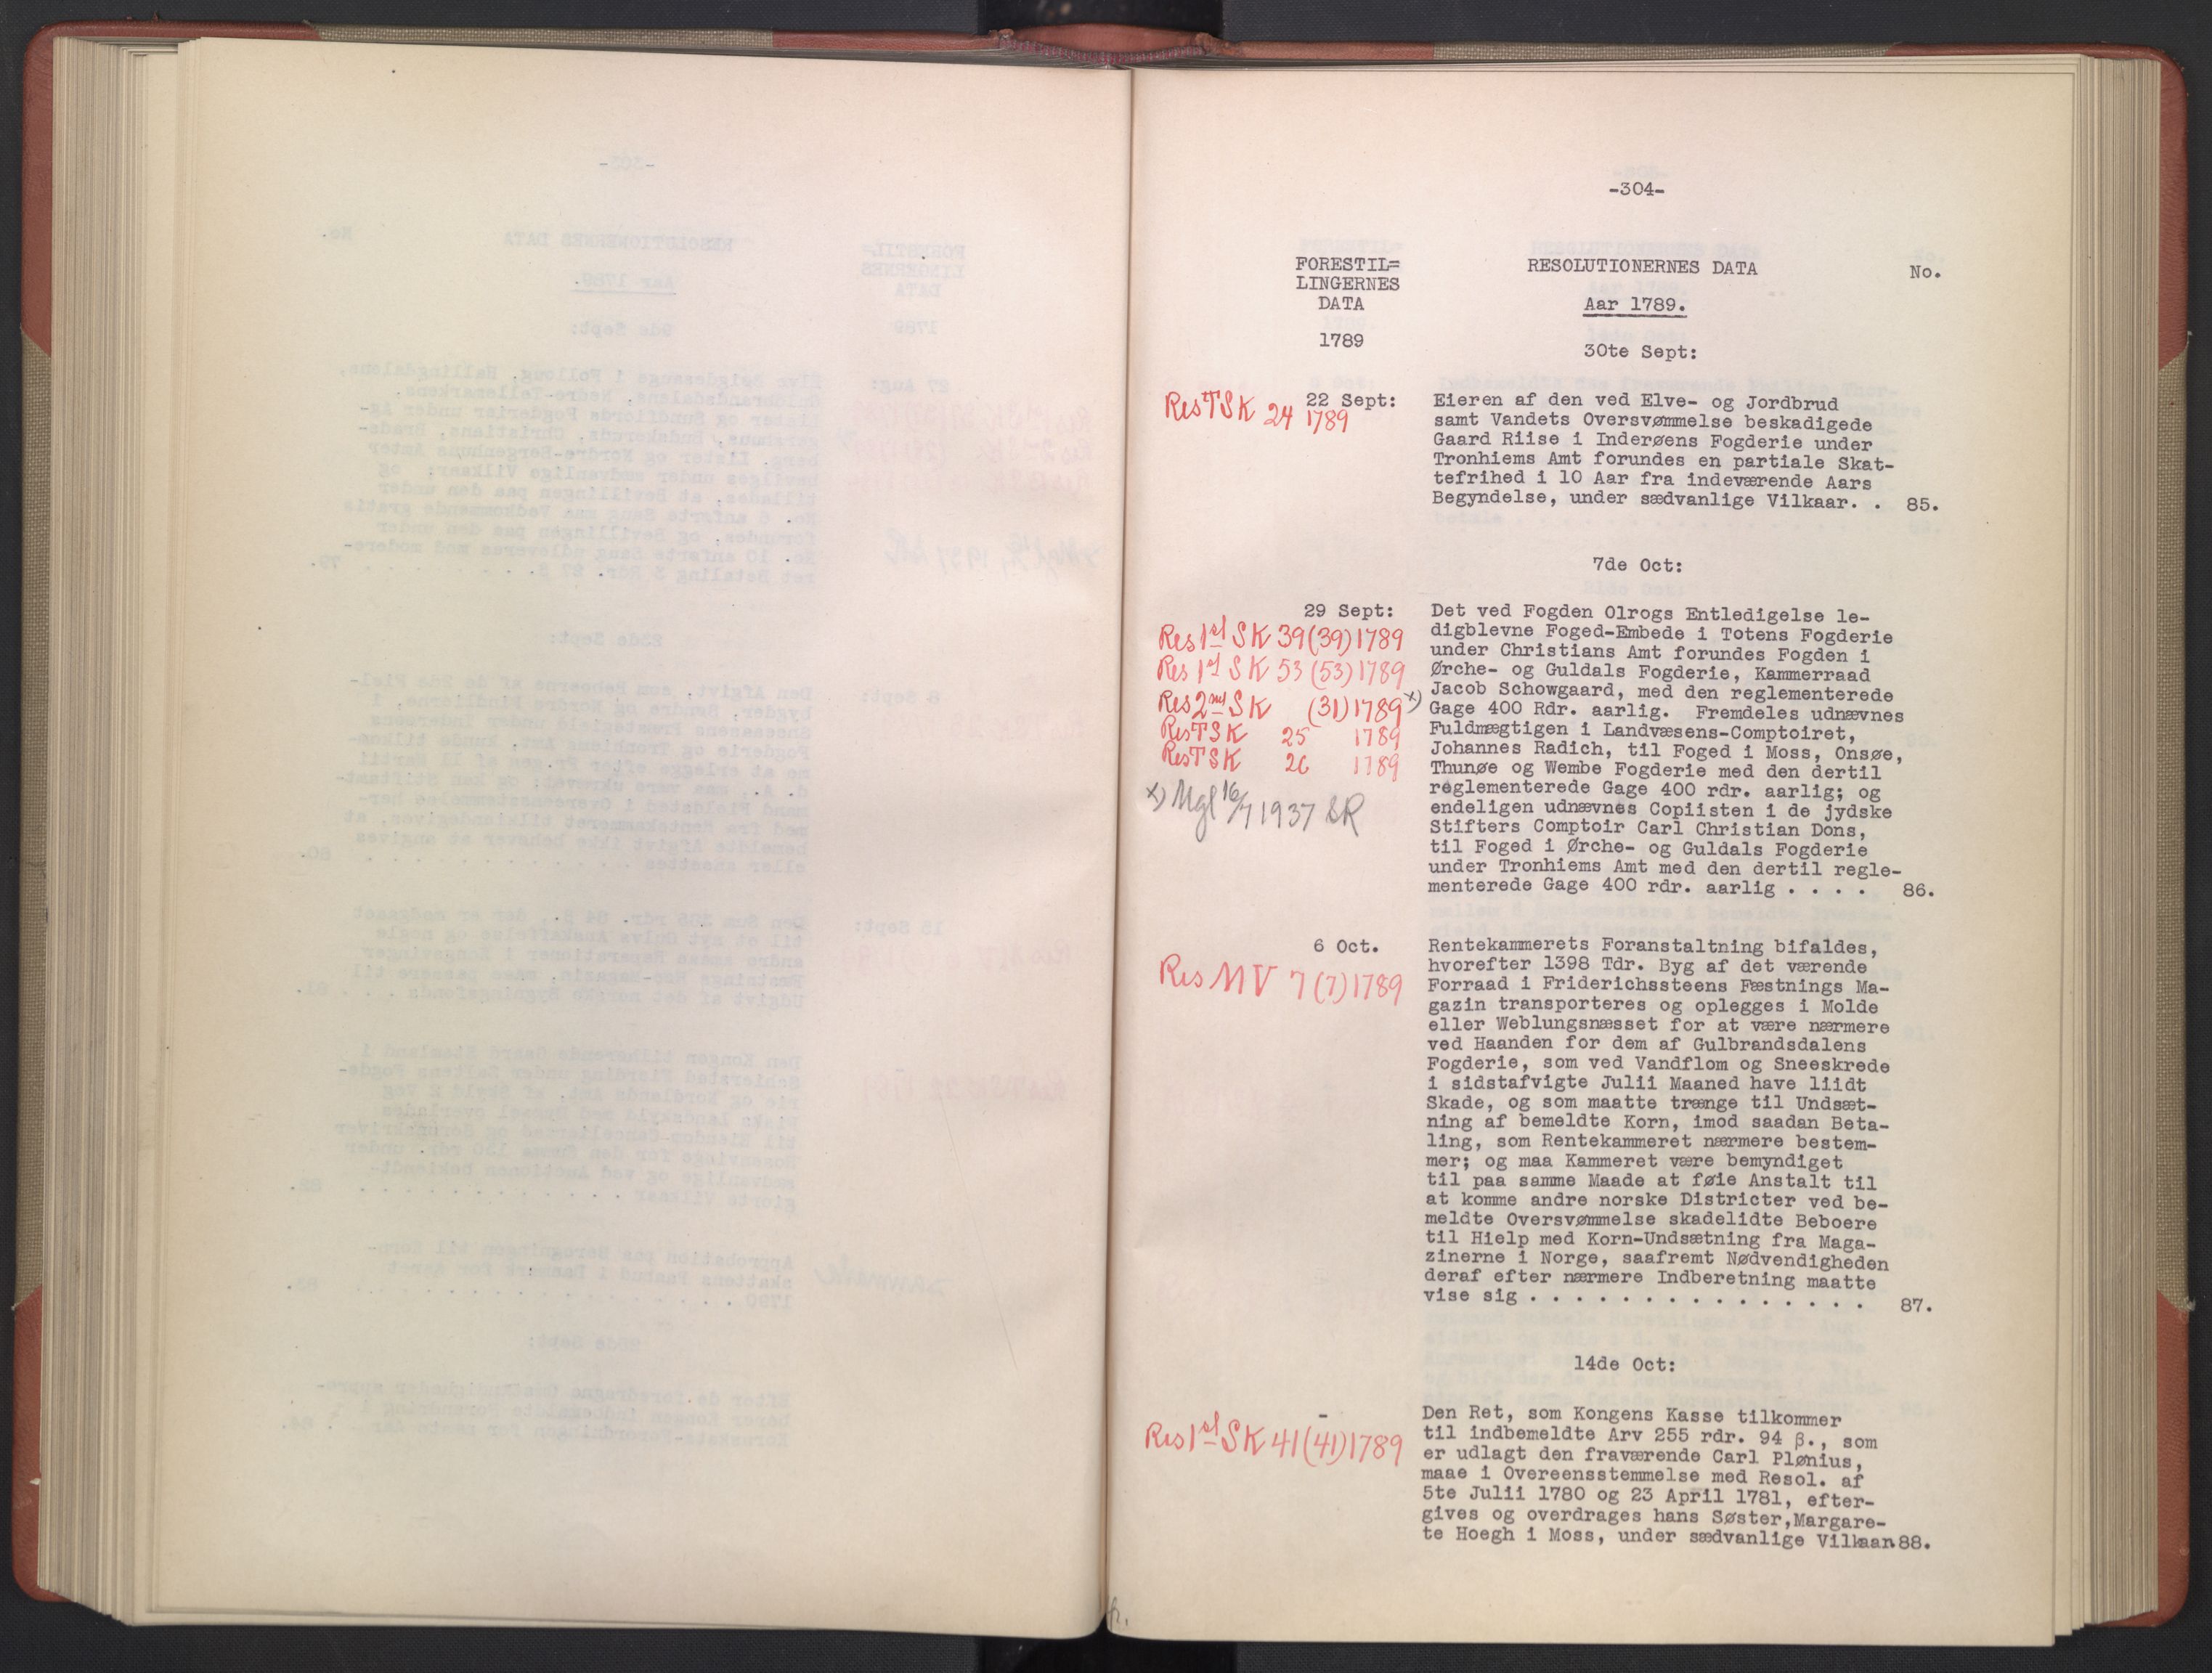 -304-
FORESTIL=
LINGERNES
DATA
RESOLUTIONERNES DATA
No.
Aar 1789.
1789
30te Sept:
22 Sept:
Res TSK 24 1789
Eieren af den ved Elve- og Jordbrud
samt Vandets Oversvømmelse beskadigede
Gaard Riise i Inderøens Fogderie under
Tronhiems Amt forundes en partiale Skat-
tefrihed i 10 Aar fra indeværende Aars
Begyndelse, under sædvanlige Vilkaar. . 85.
7de Oct:
29 Sept:
Res 1st SK 39 (39) 1789
Res 1st SK 53 (53) 1789
Res 2nd SK (31) 1789 x)
Res TSK 25 1789
Res TSK 26 1789
x) Mgl 16/7 1937 SR
Det ved Fogden Olrogs Entledigelse le-
digblevne Foged-Embede i Totens Fogderie
under Christians Amt forundes Fogden i
Ørche- og Guldals Fogderie, Kammerraad
Jacob Schowgaard, med den reglementerede
Gage 400 Rdr. aarlig. Fremdeles udnævnes
Fuldmægtigen i Landvæsens-Comptoiret,
Johannes Radich, til Foged i Moss, Onsøe,
Thunøe og Wembe Fogderie med den dertil
reglementerede Gage 400 rdr. aarlig; og
endeligen udnævnes Copiisten i de jydske
Stifters Comptoir Carl Christian Dons,
til Foged i Ørche- og Guldals Fogderie
under Tronhiems Amt med den dertil regle-
menterede Gage 400 rdr. aarlig . . . . 86.
6 Oct.
Res MV 7 (7) 1789
Rentekammerets Foranstaltning bifaldes,
hvorefter 1398 Tdr. Byg af det værende
Forraad i Friderichssteens Fæstnings Ma-
gazin transporteres og oplegges i Molde
eller Weblungsnæsset for at være nærmere
ved Haanden for dem af Gulbrandsdalens
Fogderie, som ved Vandflom og Sneeskrede
i sidstafvigte Julii Maaned have liidt
Skade, og som maatte trænge til Undsæt-
ning af bemeldte Korn, imod saadan Beta-
ling, som Rentekammeret nærmere bestem-
mer; og maa Kammeret være bemyndiget
til paa samme Maade at føie Anstalt til
at komme andre norske Districter ved be-
meldte Oversvømmelse skadelidte Beboere
til Hielp med Korn-Undsætning fra Maga-
zinerne i Norge, saafremt Nødvendigheden
deraf efter nærmere Indberetning maatte
vise sig . . . . . . . . . . . . . . . 87.
14de Oct:
-
Res 1st SK 41 (41) 1789
Den Ret, som Kongens Kasse tilkommer
til indbemeldte Arv 255 rdr. 94 β., som
er udlagt den fraværende Carl Plønius,
maae i Overeensstemmelse med Resol. af
5te Julii 1780 og 23 April 1781, efter-
gives og overdrages hans Søster,Margare-
te Hoegh i Moss, under sædvanlige Vilkaar.88.